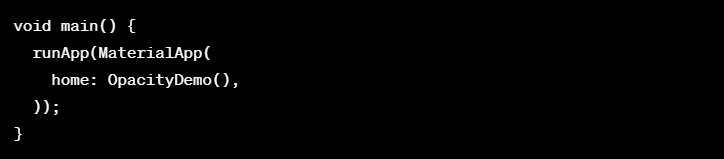 void main() {
  runApp(MaterialApp(
    home: OpacityDemo(),
  ));
}